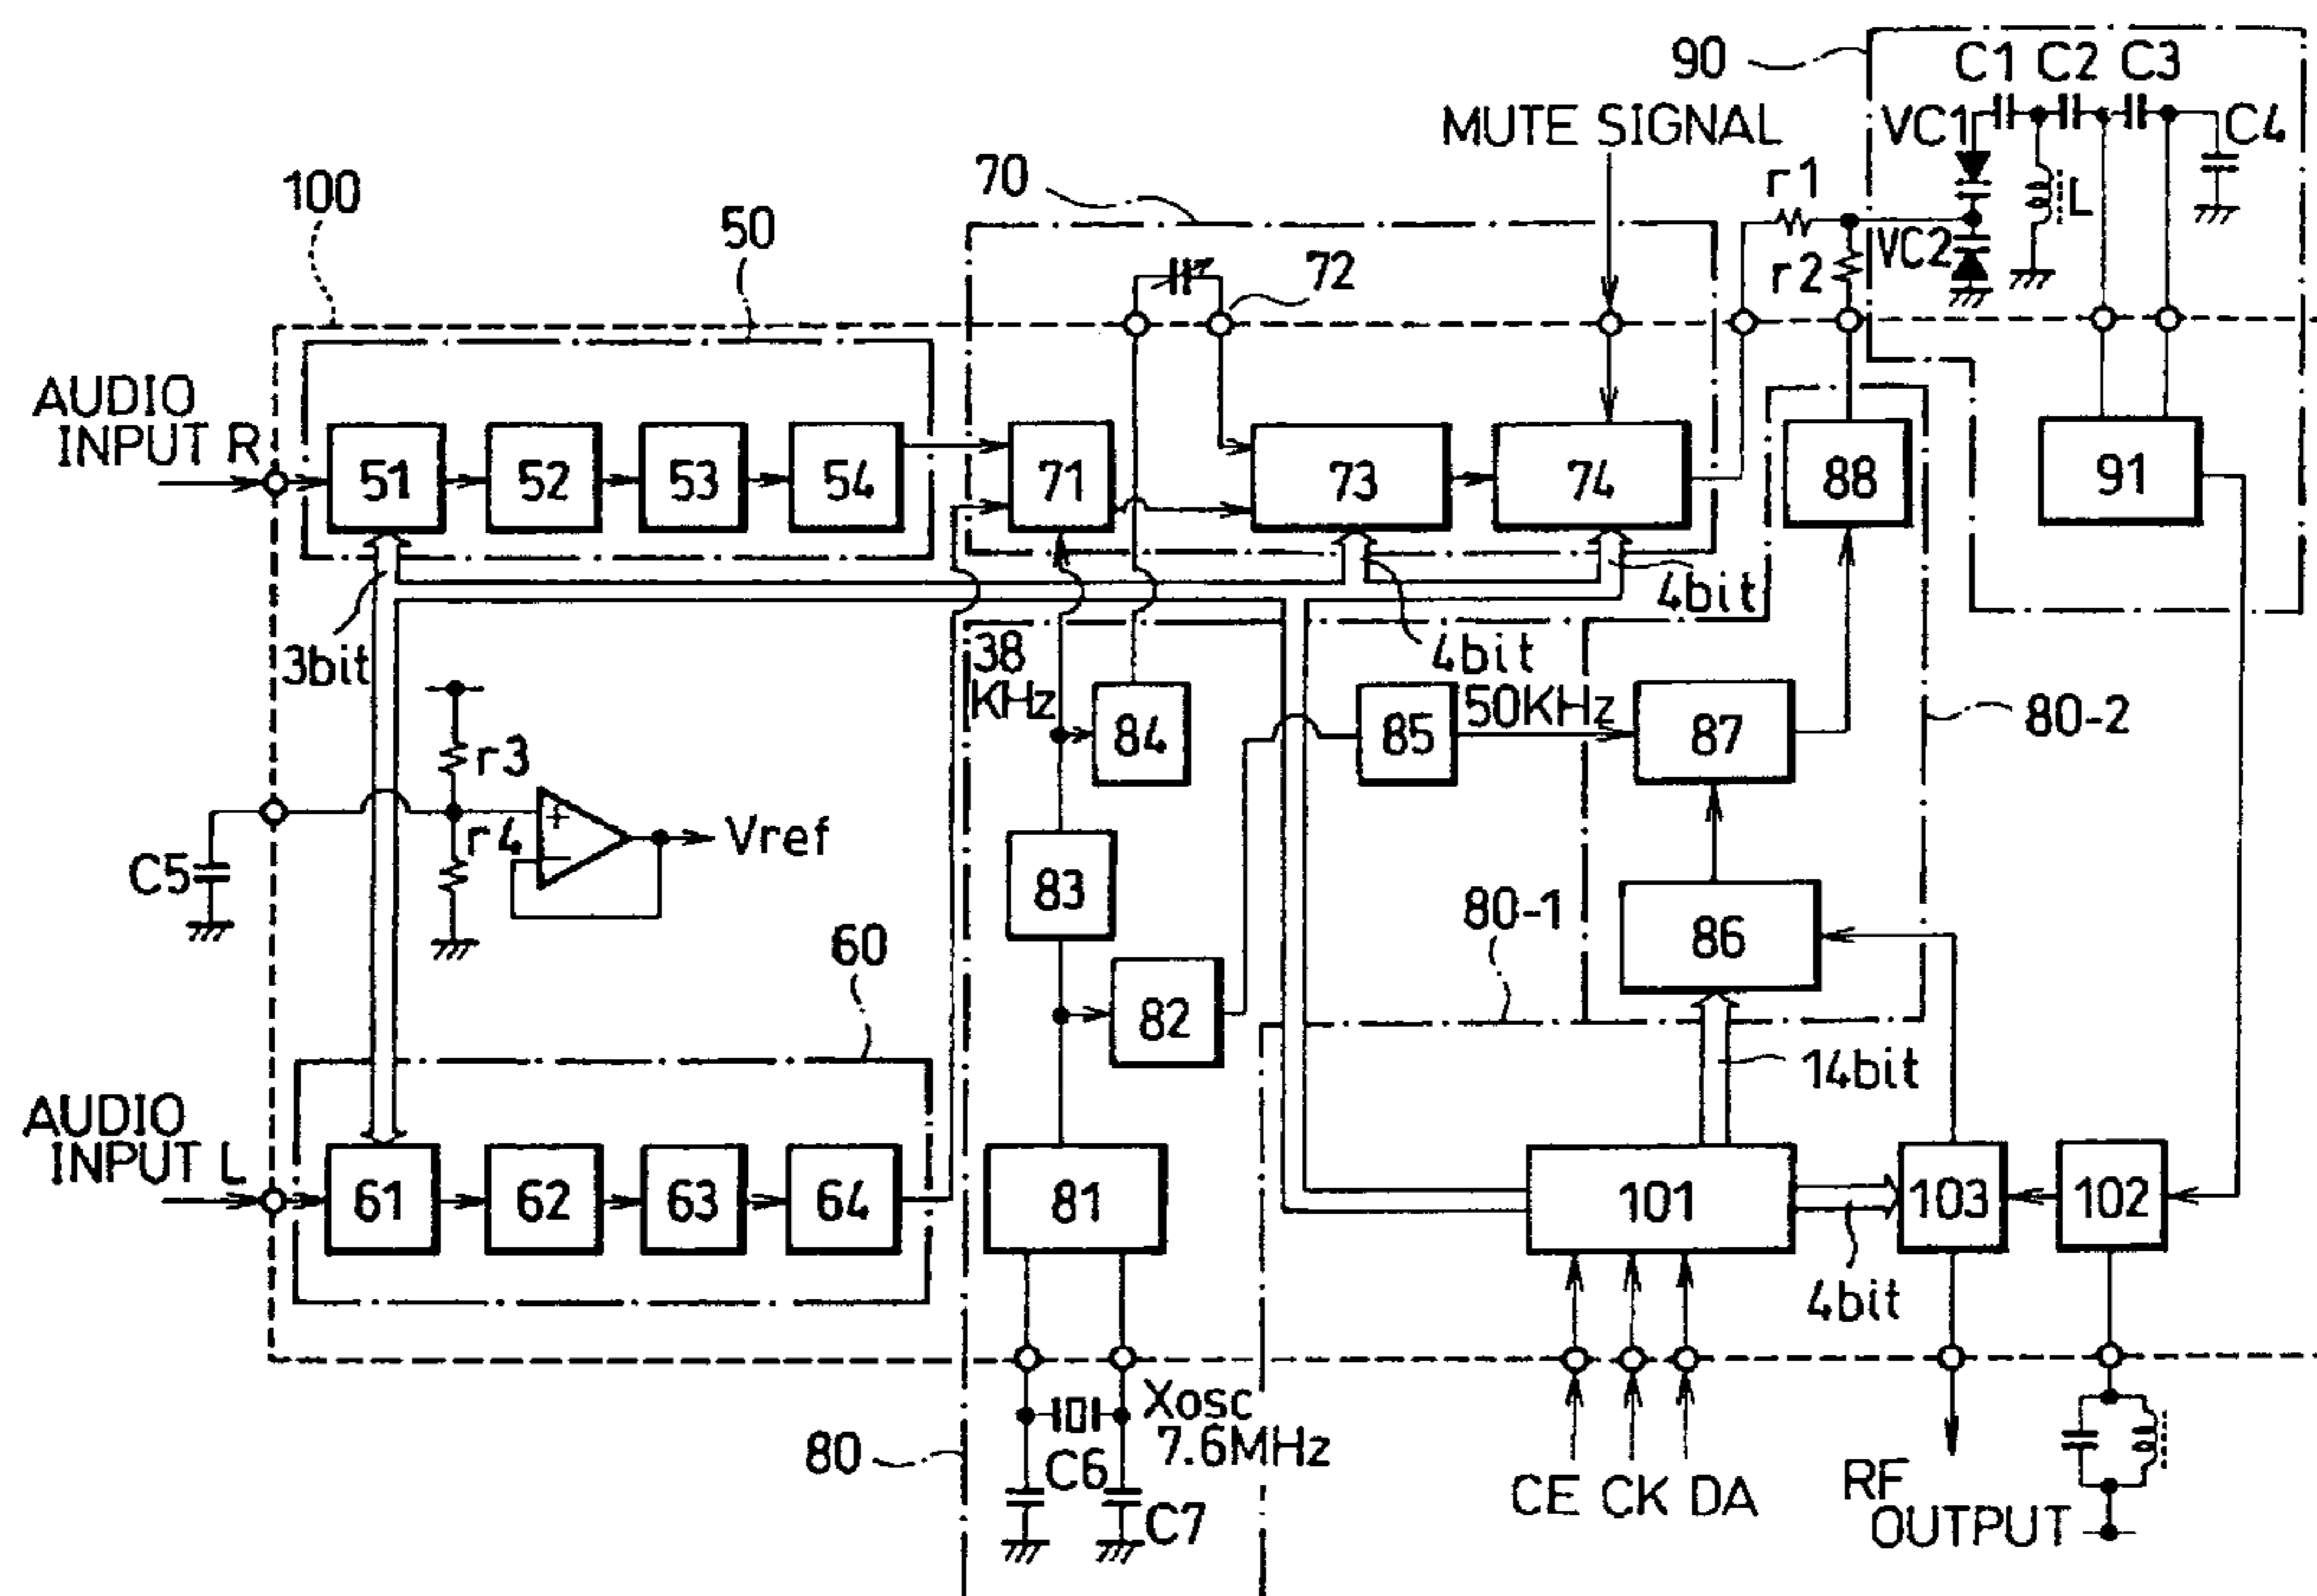 90
C1 C2 C3
VC1
C4
MUTE SIGNAL
70
r1
L
100
50
VC2
r2
72
AUDIO
INPUT R
51
52
53
54
71
73
74
88
91
3bit
4bit
4bit
38
KHz
50KHz
84
85
87
80-2
r3
r4
Vref
C5
83
80-1
86
60
82
14bit
AUDIO
INPUT L
61
62
63
64
81
101
103
102
4bit
Xosc
7.6MHz
80
C6
C7
CE CK DA
RF
OUTPUT